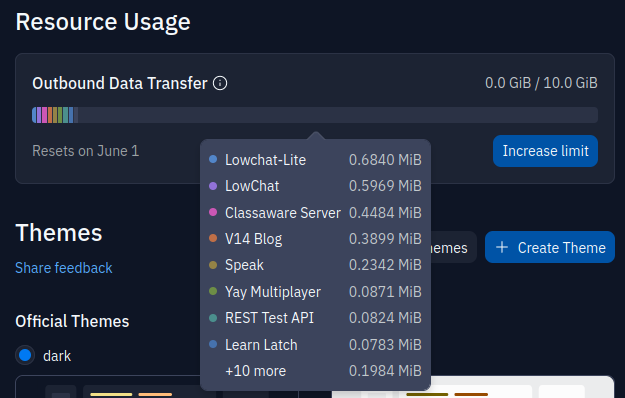 Resource Usage
Outbound Data Transfer
0.0 GiB / 10.0 GiB
Resets on June 1
Increase limit
Lowchat-Lite 0.6840 MiB
LowChat 0.5969 MiB
Classaware Server 0.4484 MiB
V14 Blog 0.3899 MiB
Speak 0.2342 MiB
Yay Multiplayer 0.0871 MiB
REST Test API 0.0824 MiB
Learn Latch 0.0783 MiB
+10 more 0.1984 MiB
Themes
Share feedback
+ Create Theme
Official Themes
dark